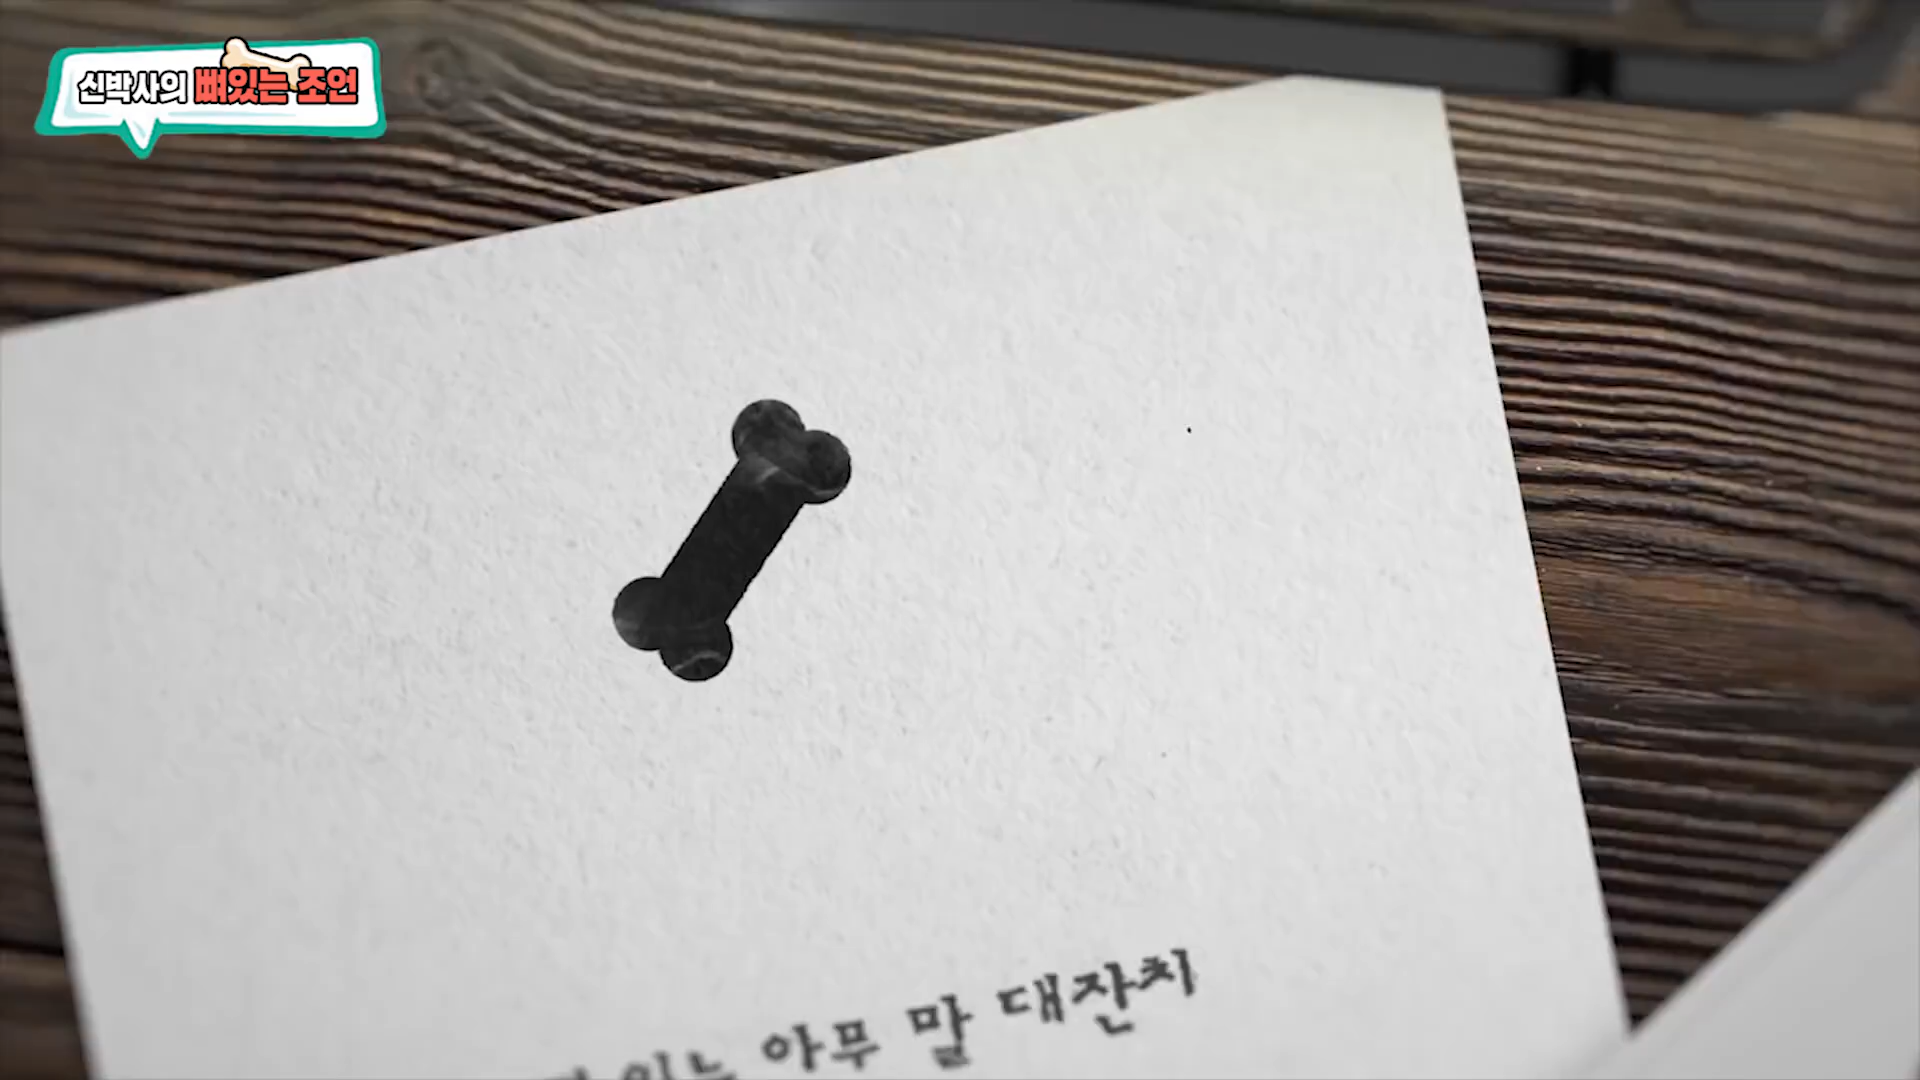 신박사의 뼈있는 조언
아무 말 대잔치